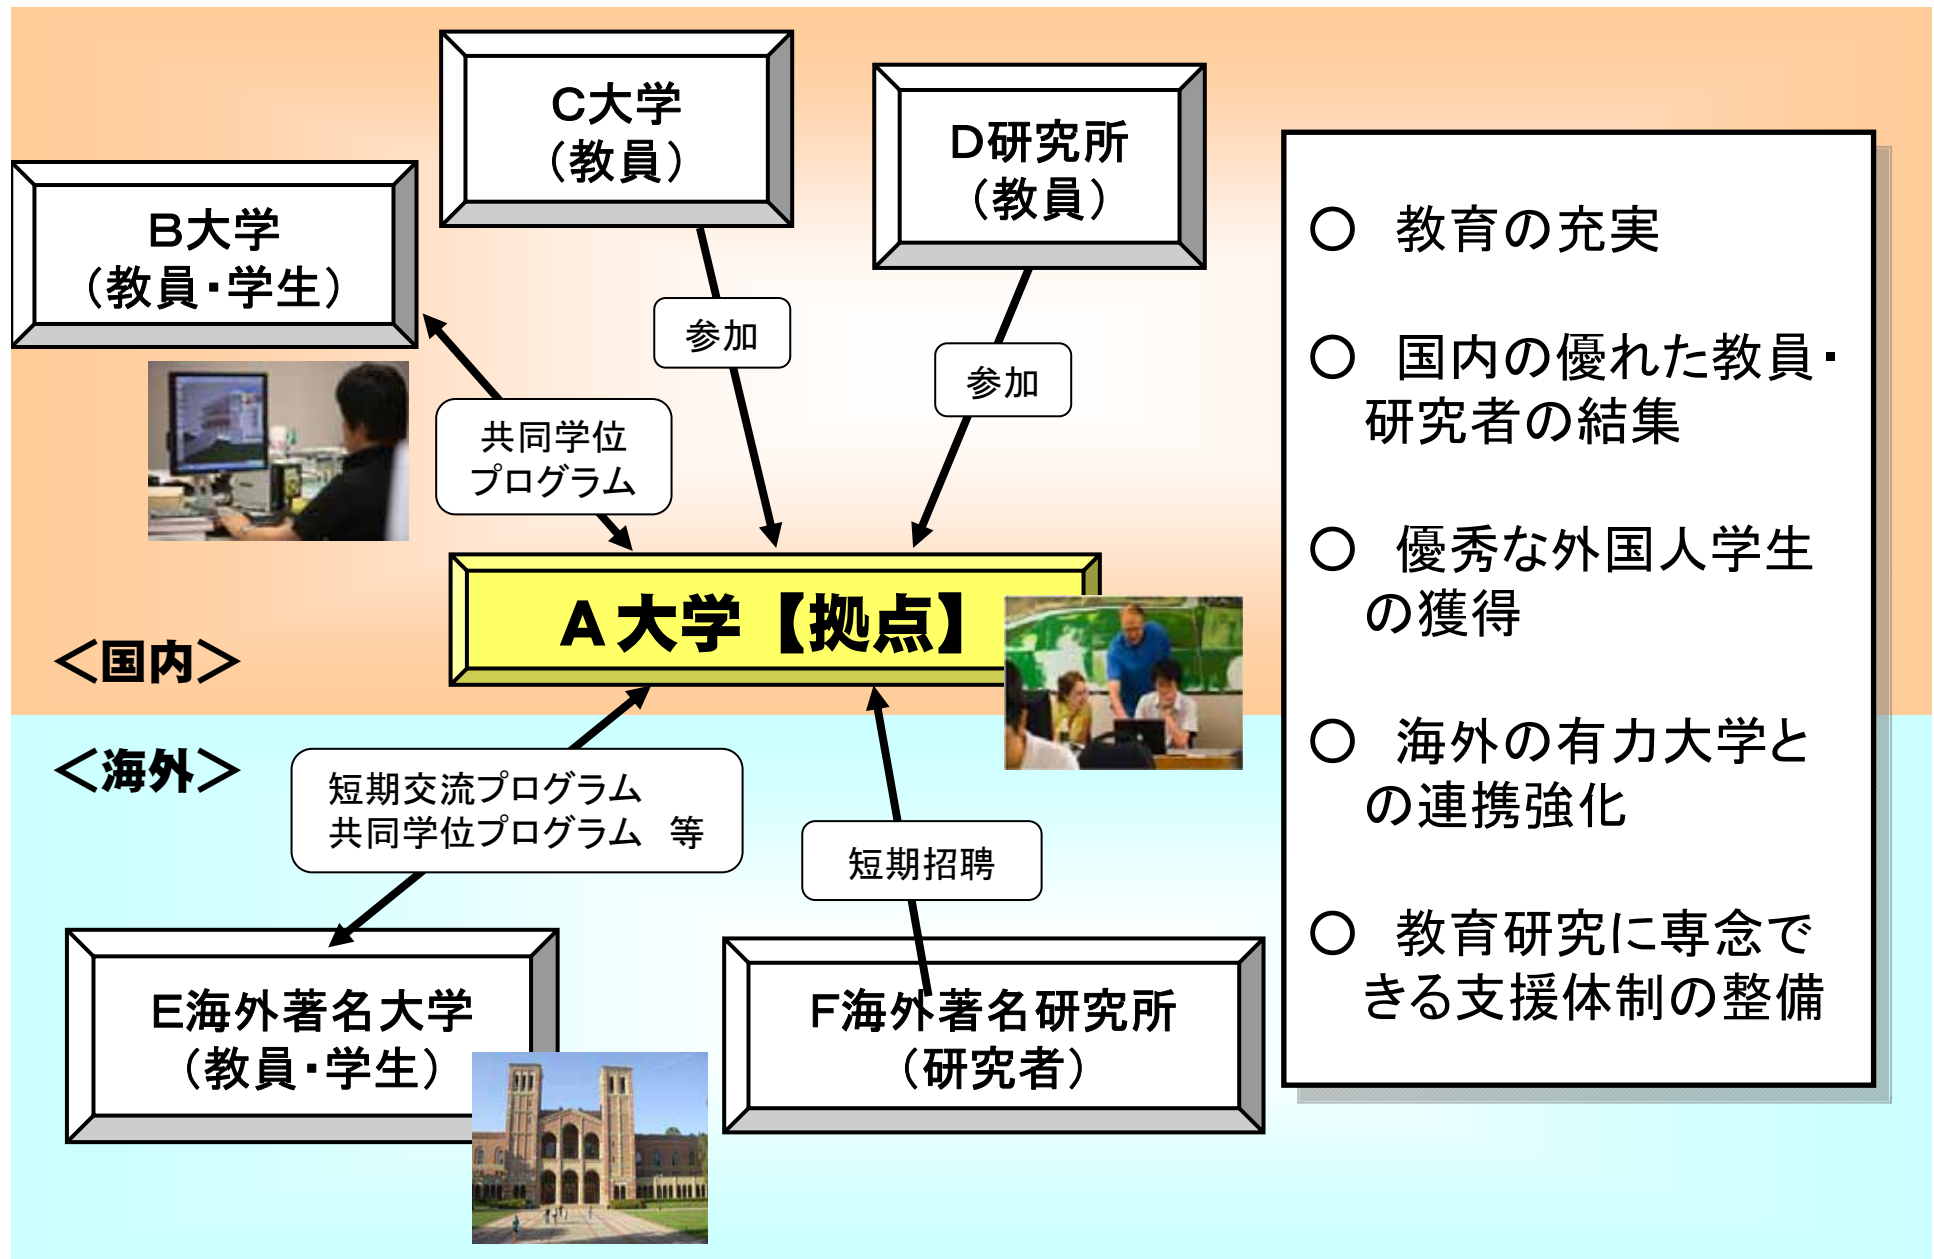 C大学
（教員）
D研究所
（教員）
B大学
（教員・学生）
参加
参加
共同学位
プログラム
A大学【拠点】
＜国内＞
＜海外＞
短期交流プログラム
共同学位プログラム　等
短期招聘
E海外著名大学
（教員・学生）
F海外著名研究所
（研究者）
○　教育の充実
○　国内の優れた教員・
研究者の結集
○　優秀な外国人学生
の獲得
○　海外の有力大学と
の連携強化
○　教育研究に専念で
きる支援体制の整備